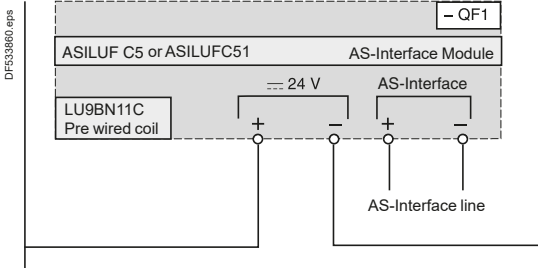 DF533860.eps
– QF1
ASILUF C5 or ASILUFC51
AS-Interface Module
⎓ 24 V
AS-Interface
LU9BN11C
Pre wired coil
+ – + –
AS-Interface line